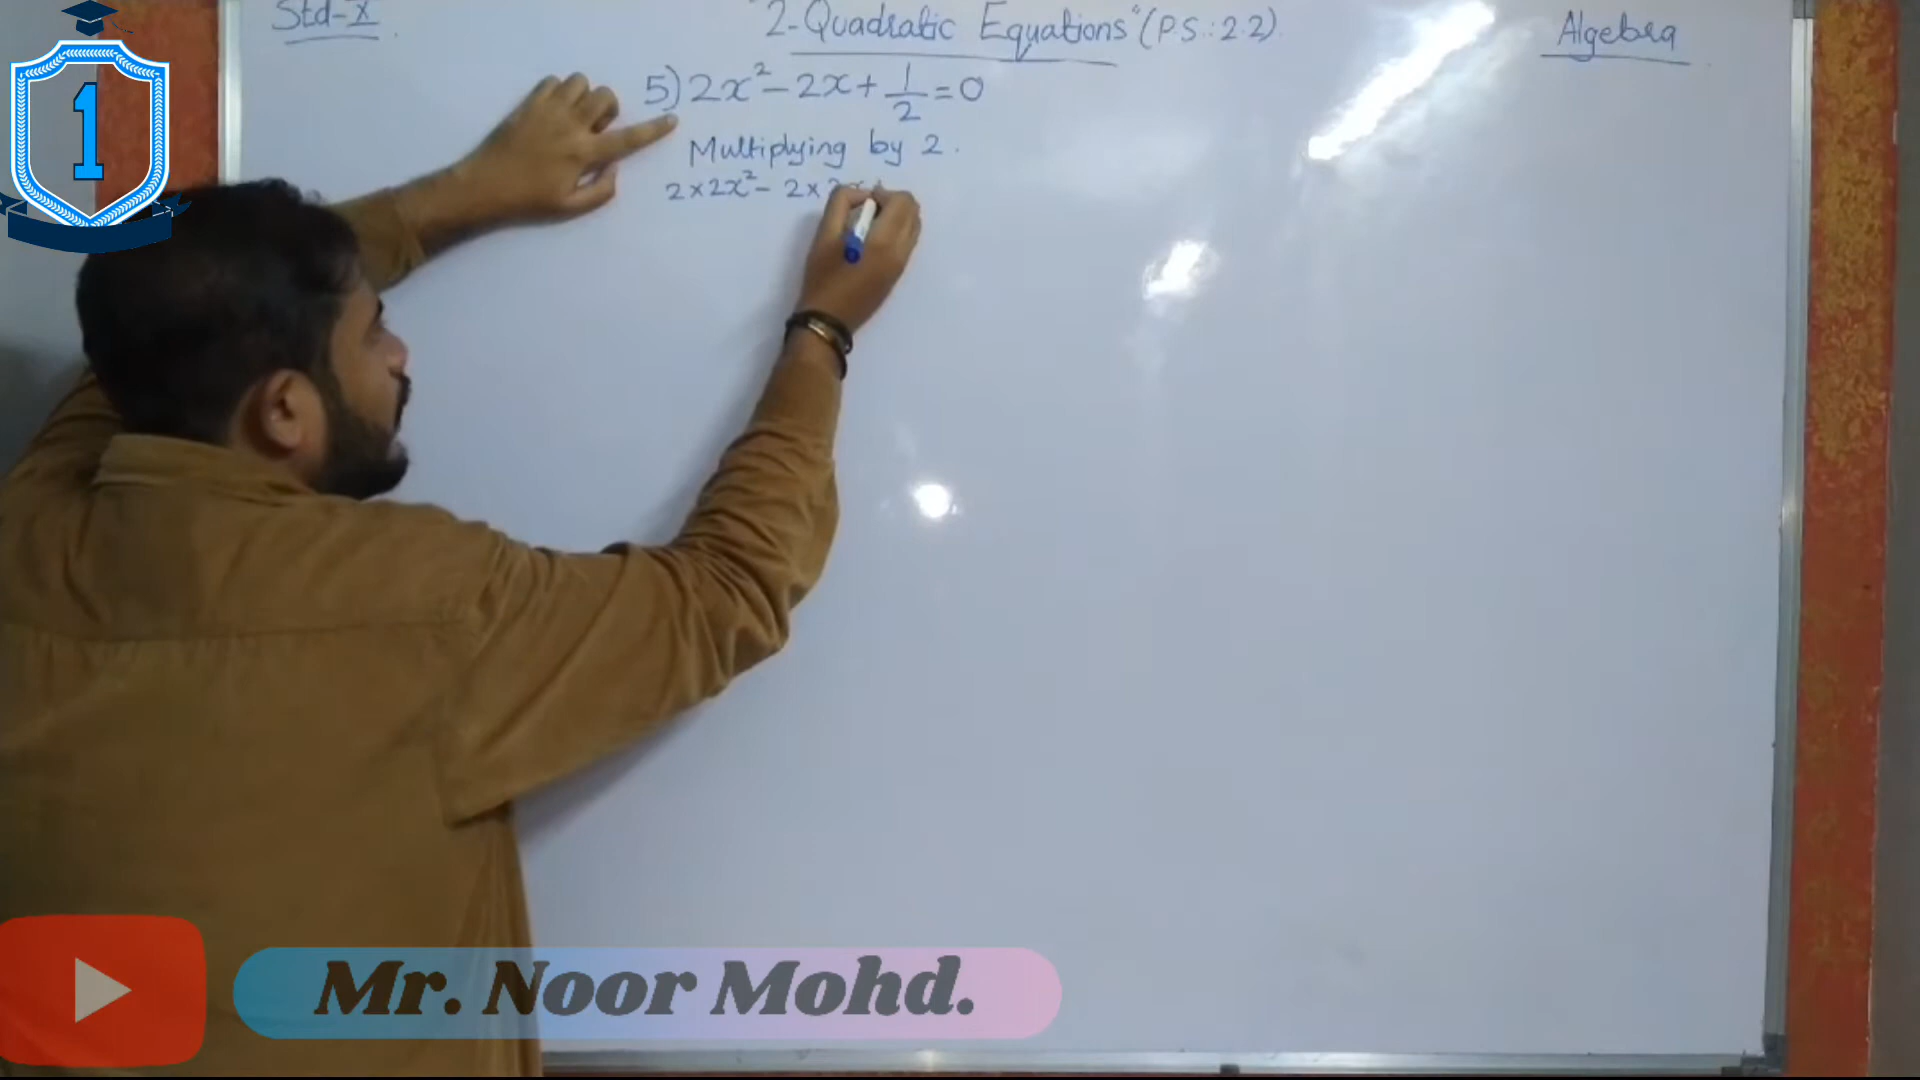 Std-X
"2-Quadratic Equations" (P.S.:2.2).
Algebra
1
5) 2x² - 2x + 1/2 = 0
Multiplying by 2.
2 × 2x² - 2 × 2x +
Mr. Noor Mohd.